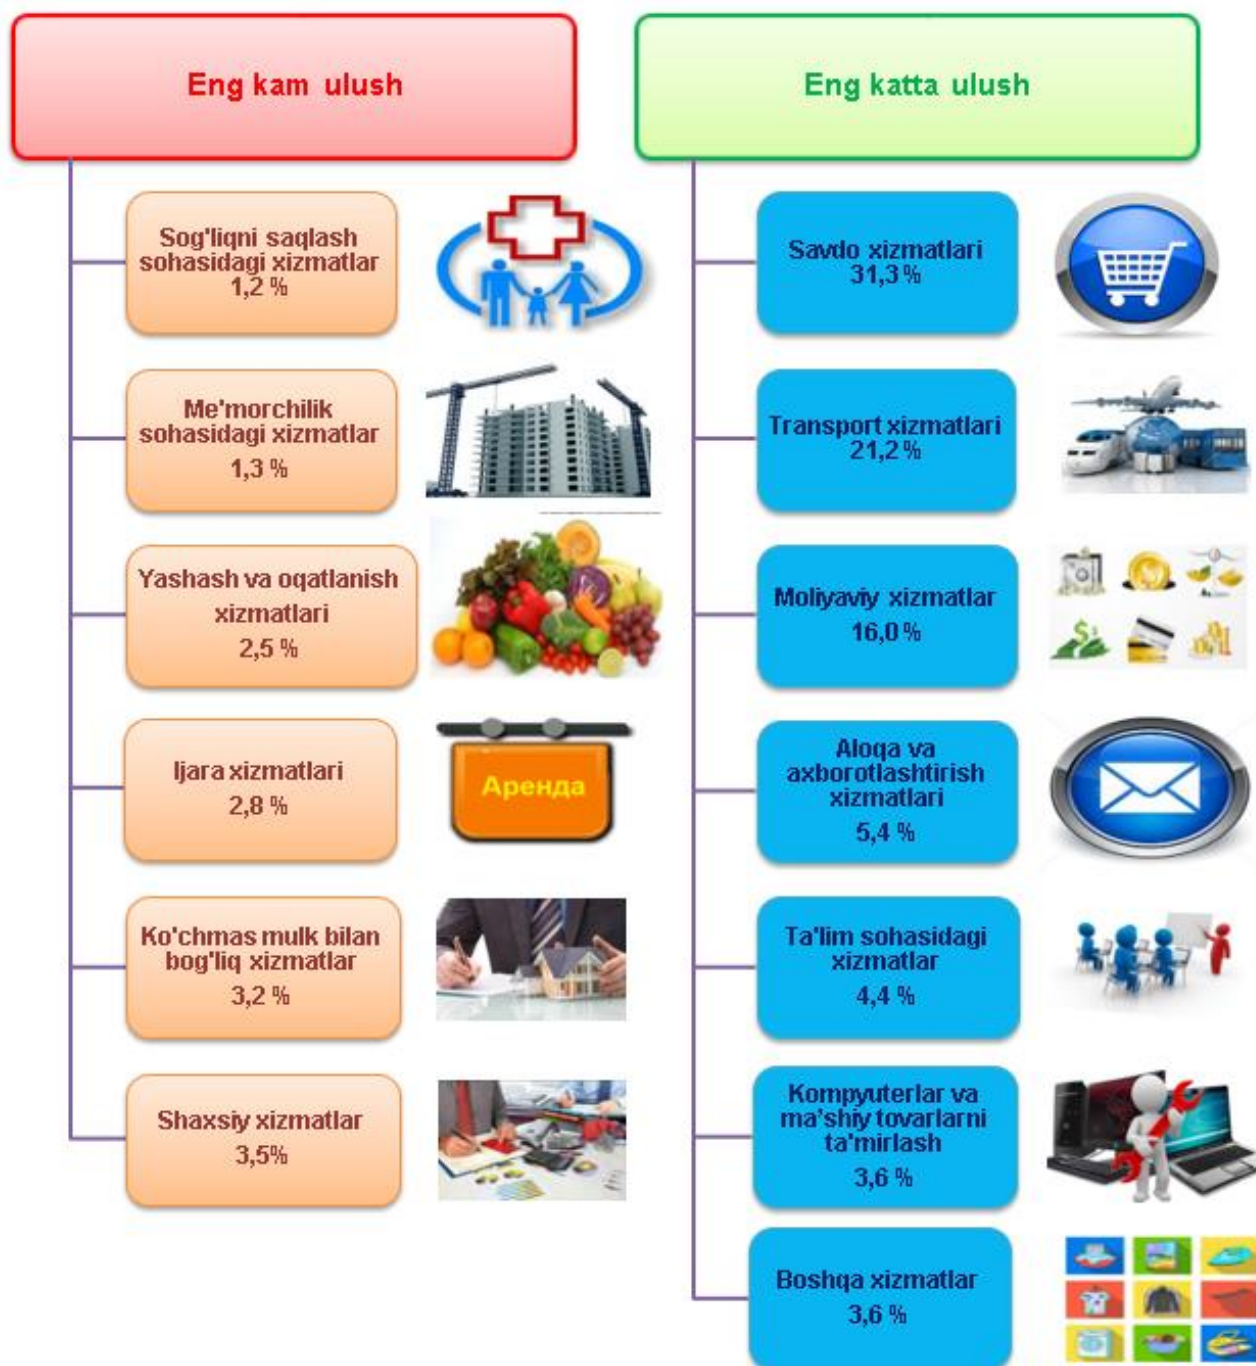 Eng kam ulush
Sog'liqni saqlash
sohasidagi xizmatlar
1,2 %
Me'morchilik
sohasidagi xizmatlar
1,3 %
Yashash va oqatlanish
xizmatlari
2,5 %
Ijara xizmatlari
2,8 %
Аренда
Ko'chmas mulk bilan
bog'liq xizmatlar
3,2 %
Shaxsiy xizmatlar
3,5%
Eng katta ulush
Savdo xizmatlari
31,3 %
Transport xizmatlari
21,2 %
Moliyaviy xizmatlar
16,0 %
Aloqa va
axborotlashtirish
xizmatlari
5,4 %
Ta'lim sohasidagi
xizmatlar
4,4 %
Kompyuterlar va
ma’shiy tovarlarni
ta'mirlash
3,6 %
Boshqa xizmatlar
3,6 %